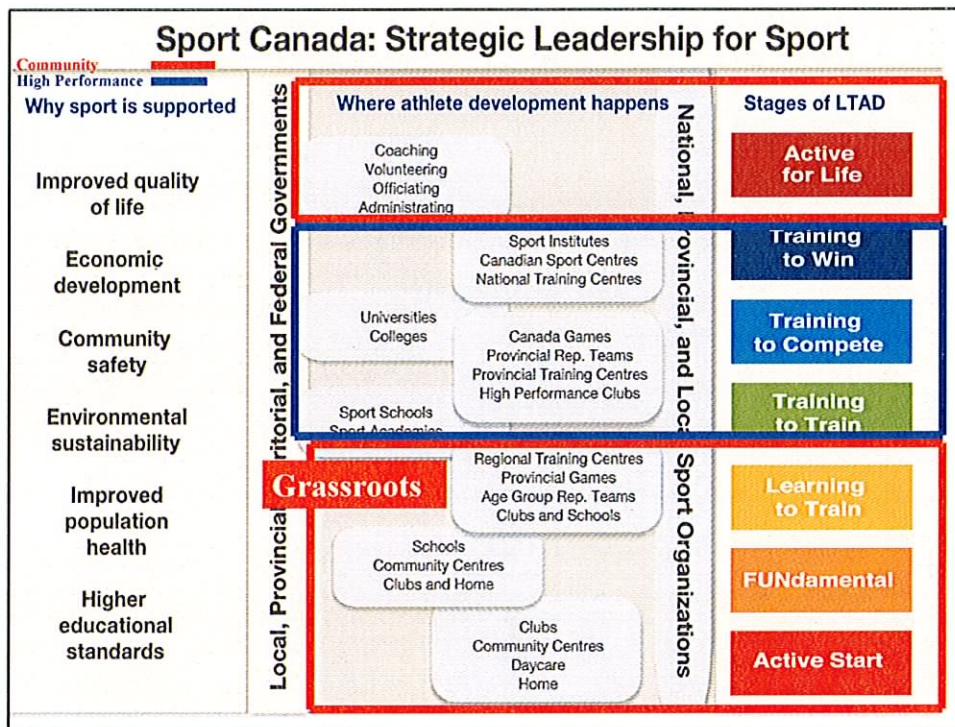 Sport Canada: Strategic Leadership for Sport
Community
High Performance
Why sport is supported
Improved quality
of life
Economic
development
Community
safety
Environmental
sustainability
Improved
population
health
Higher
educational
standards
Local, Provincial, Territorial, and Federal Governments
Where athlete development happens
Coaching
Volunteering
Officiating
Administrating
Sport Institutes
Canadian Sport Centres
National Training Centres
Universities
Colleges
Canada Games
Provincial Rep. Teams
Provincial Training Centres
High Performance Clubs
Sport Schools
Sport Academies
Grassroots
Regional Training Centres
Provincial Games
Age Group Rep. Teams
Clubs and Schools
Schools
Community Centres
Clubs and Home
Clubs
Community Centres
Daycare
Home
National, Provincial, and Local Sport Organizations
Stages of LTAD
Active
for Life
Training
to Win
Training
to Compete
Training
to Train
Learning
to Train
FUNdamental
Active Start